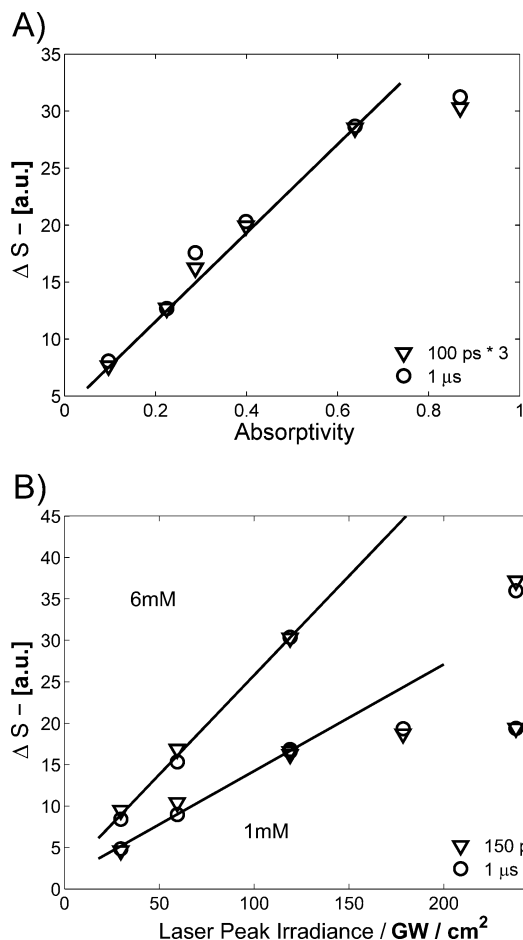 A)
35
30
25
20
15
10
5
Δ S – [a.u.]
100 ps * 3
1 μs
0 0.2 0.4 0.6 0.8 1
Absorptivity
B)
45
40
35
30
25
20
15
10
5
0
Δ S – [a.u.]
6mM
1mM
150 p
1 μs
0 50 100 150 200
Laser Peak Irradiance / GW / cm²